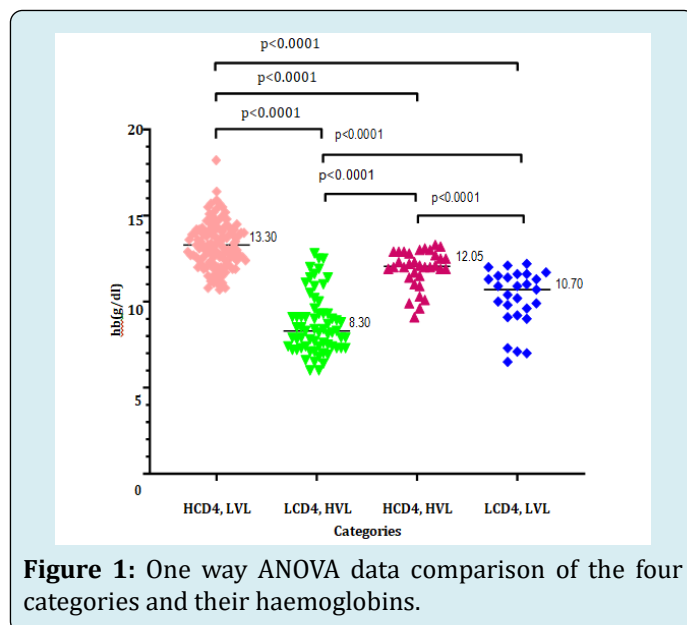 p<0.0001
p<0.0001
p<0.0001
p<0.0001
p<0.0001
p<0.0001
20
15
10
5
0
hb(g/dl)
13.30
8.30
12.05
10.70
HCD4, LVL
LCD4, HVL
HCD4, HVL
LCD4, LVL
Categories
Figure 1: One way ANOVA data comparison of the four
categories and their haemoglobins.